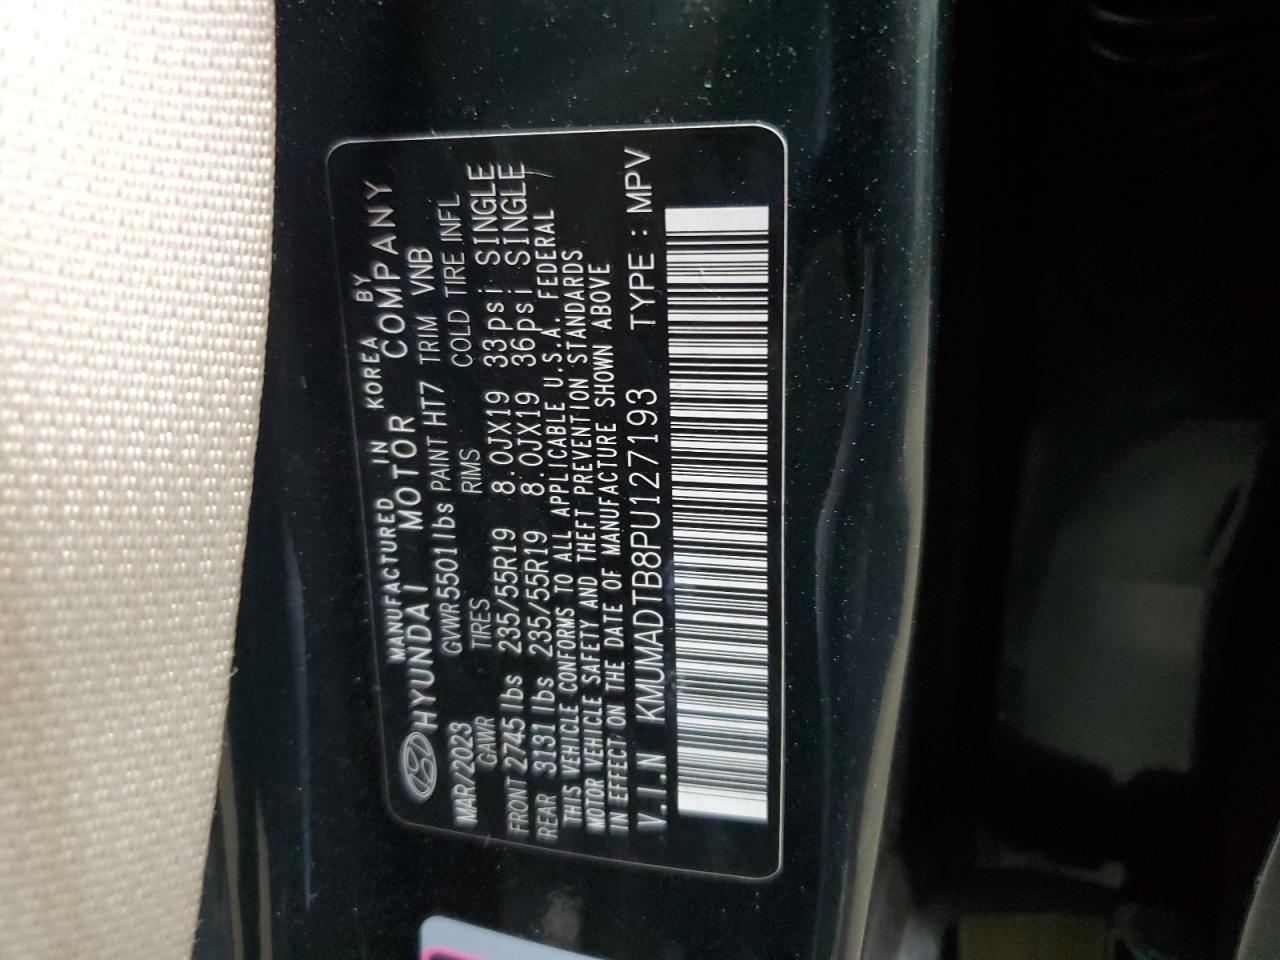 MANUFACTURED IN KOREA BY
HYUNDAI MOTOR COMPANY
MAR/2023 GVWR5501lbs PAINT HT7 TRIM VNB
GAWR TIRES RIMS COLD TIRE INFL
FRONT 2745lbs 235/55R19 8.0JX19 33psi SINGLE
REAR 3131lbs 235/55R19 8.0JX19 36psi SINGLE
THIS VEHICLE CONFORMS TO ALL APPLICABLE U.S.A. FEDERAL
MOTOR VEHICLE SAFETY AND THEFT PREVENTION STANDARDS
IN EFFECT ON THE DATE OF MANUFACTURE SHOWN ABOVE
V.I.N KMUMADTB8PU127193 TYPE : MPV